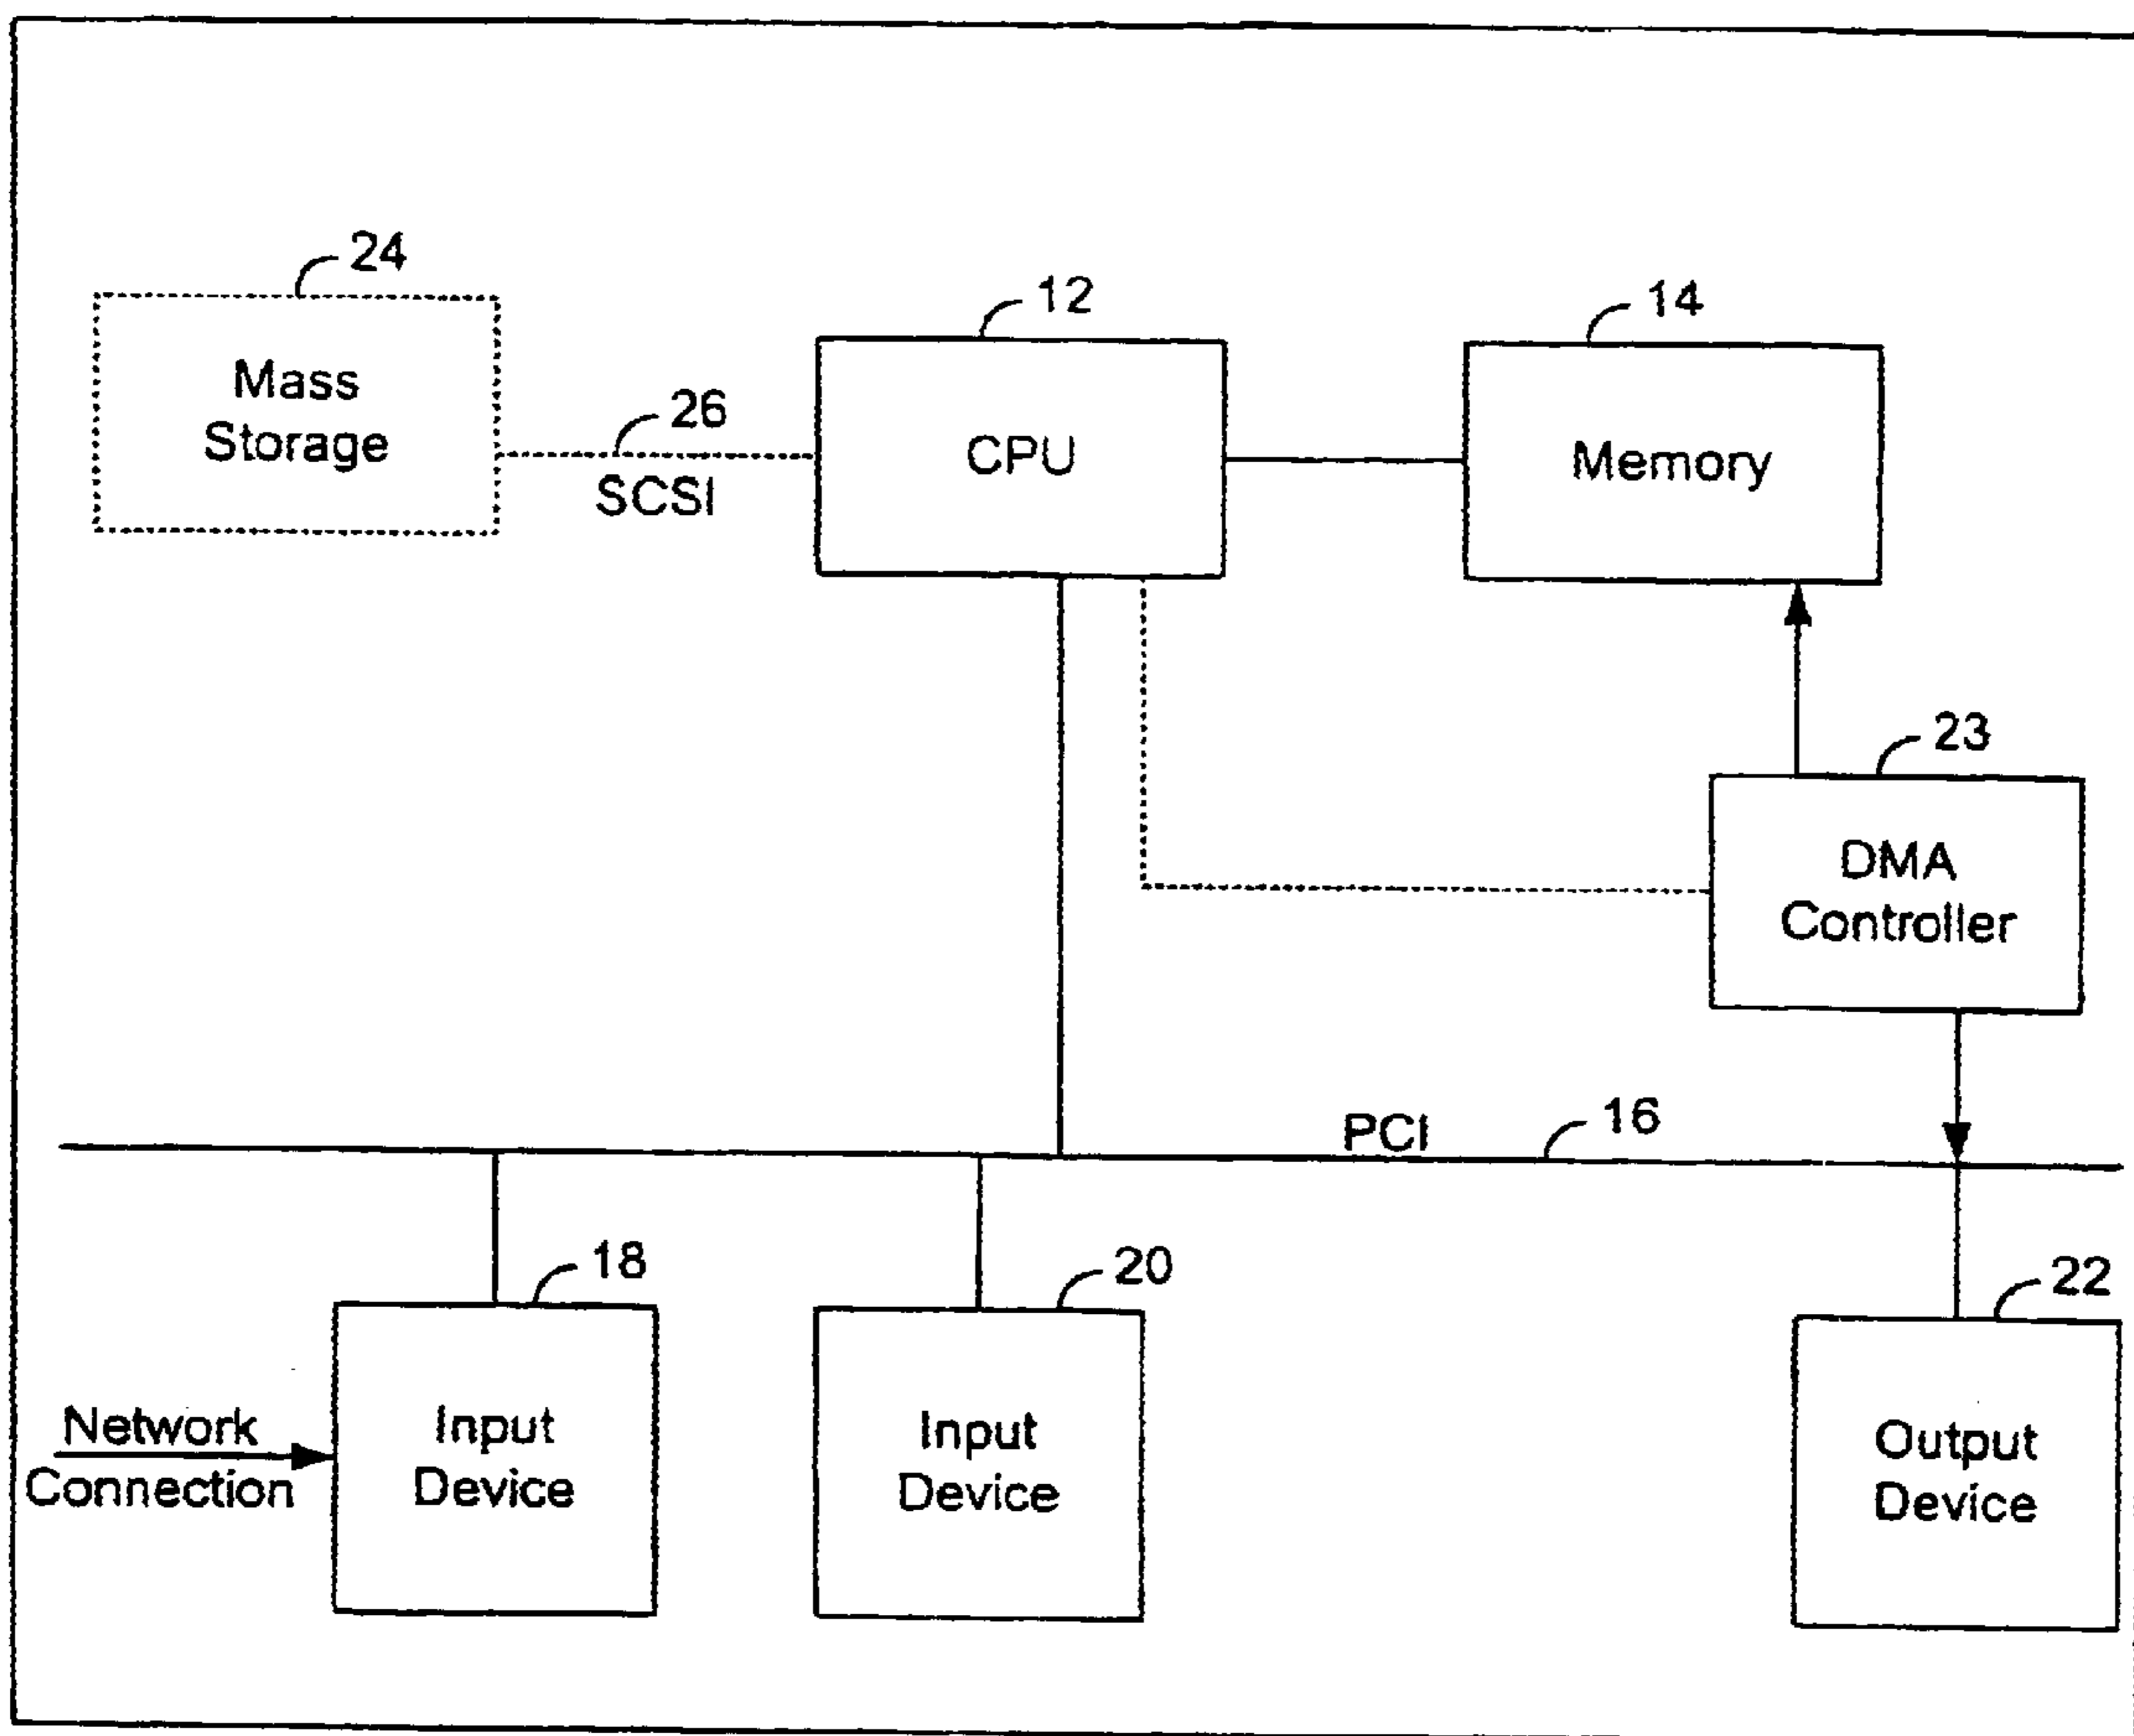 24
Mass
Storage
26
SCSI
12
CPU
14
Memory
23
DMA
Controller
PCI
16
18
Input
Device
Network
Connection
20
Input
Device
22
Output
Device